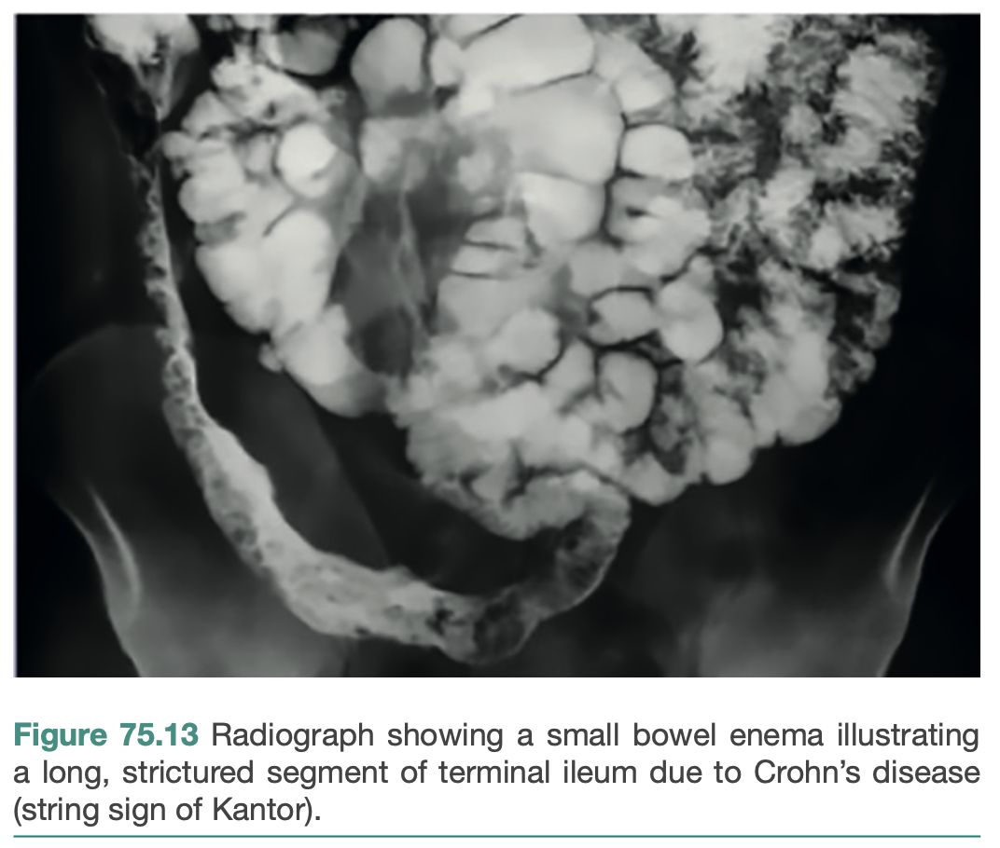 Figure 75.13 Radiograph showing a small bowel enema illustrating
a long, strictured segment of terminal ileum due to Crohn’s disease
(string sign of Kantor).